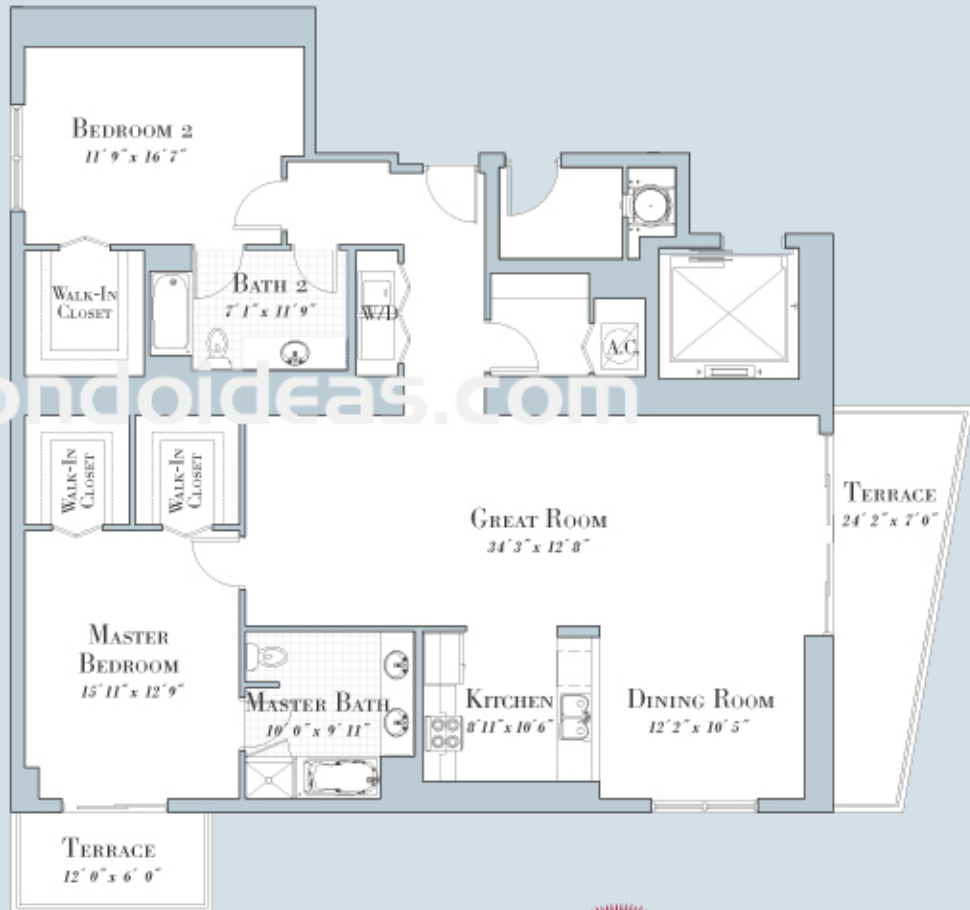 BEDROOM 2
11' 9" x 16' 7"
WALK-IN
CLOSET
BATH 2
7' 1" x 11' 9"
W/D
A.C.
ondoideas.com
WALK-IN
CLOSET
WALK-IN
CLOSET
GREAT ROOM
34' 3" x 12' 8"
TERRACE
24' 2" x 7' 0"
MASTER
BEDROOM
15' 11" x 12' 9"
MASTER BATH
10' 0" x 9' 11"
KITCHEN
8' 11" x 10' 6"
DINING ROOM
12' 2" x 10' 5"
TERRACE
12' 0" x 6' 0"